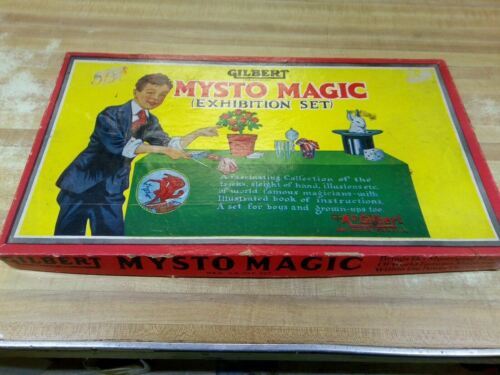 GILBERT
MYSTO MAGIC
(EXHIBITION SET)
A fascinating Collection of the
tricks, sleight of hand, illusions etc.
of world famous magicians - with
Illustrated book of instructions.
A set for boys and grown-ups too.
GILBERT MYSTO MAGIC